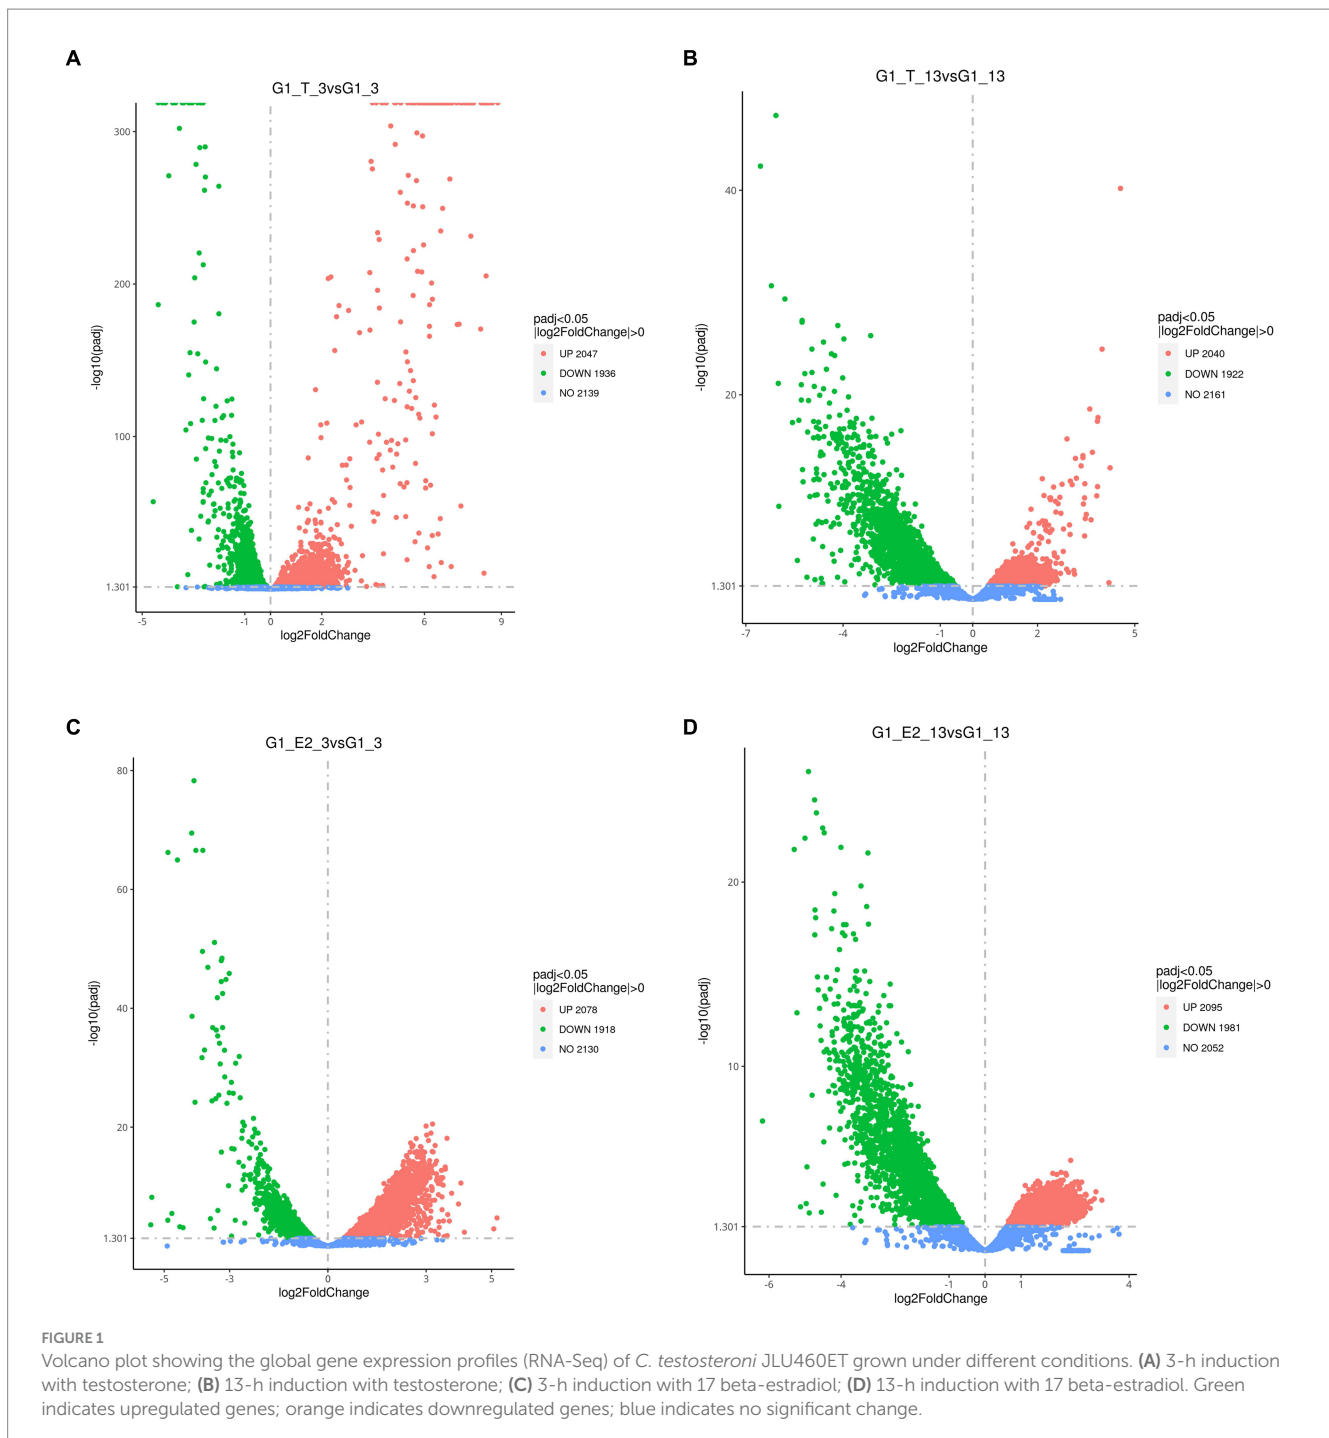 A
G1_T_3vsG1_3
300
200
100
1.301
-log10(padj)
-5
-1
0
2
6
9
log2FoldChange
padj<0.05
|log2FoldChange|>0
UP 2047
DOWN 1936
NO 2139
B
G1_T_13vsG1_13
40
20
1.301
-log10(padj)
-7
-4
-1
0
2
5
log2FoldChange
padj<0.05
|log2FoldChange|>0
UP 2040
DOWN 1922
NO 2161
C
G1_E2_3vsG1_3
80
60
40
20
1.301
-log10(padj)
-5
-3
0
3
5
log2FoldChange
padj<0.05
|log2FoldChange|>0
UP 2078
DOWN 1918
NO 2130
D
G1_E2_13vsG1_13
20
10
1.301
-log10(padj)
-6
-4
-1
0
1
4
log2FoldChange
padj<0.05
|log2FoldChange|>0
UP 2095
DOWN 1981
NO 2052
FIGURE 1
Volcano plot showing the global gene expression profiles (RNA-Seq) of C. testosteroni JLU460ET grown under different conditions. (A) 3-h induction
with testosterone; (B) 13-h induction with testosterone; (C) 3-h induction with 17 beta-estradiol; (D) 13-h induction with 17 beta-estradiol. Green
indicates upregulated genes; orange indicates downregulated genes; blue indicates no significant change.